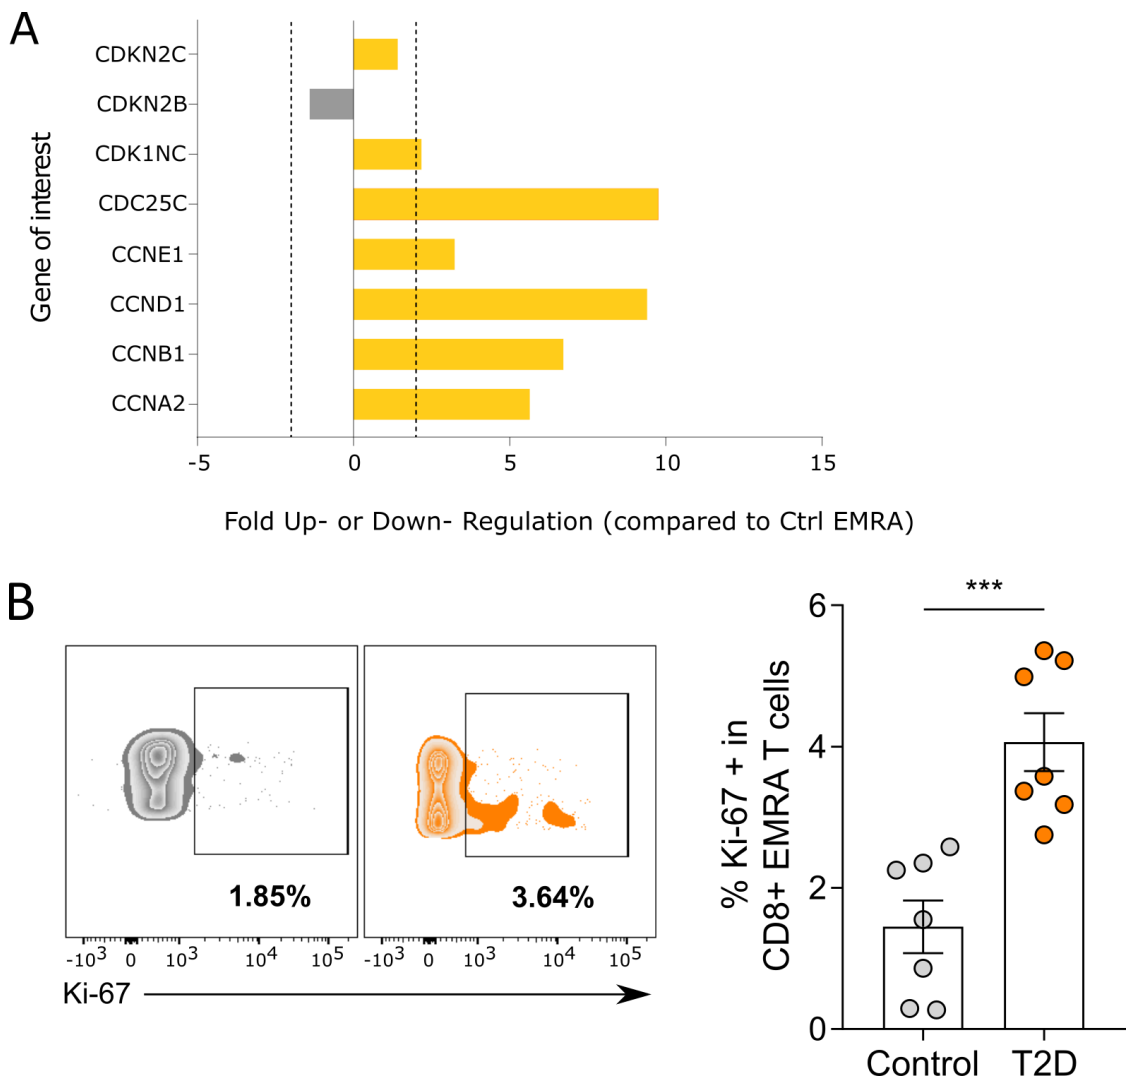 A
CDKN2C
CDKN2B
CDK1NC
CDC25C
CCNE1
CCND1
CCNB1
CCNA2
Gene of interest
-5 0 5 10 15
Fold Up- or Down- Regulation (compared to Ctrl EMRA)
B
1.85%
3.64%
-10³ 0 10³ 10⁴ 10⁵
-10³ 0 10³ 10⁴ 10⁵
Ki-67
% Ki-67 + in
CD8+ EMRA T cells
6
4
2
0
***
Control T2D